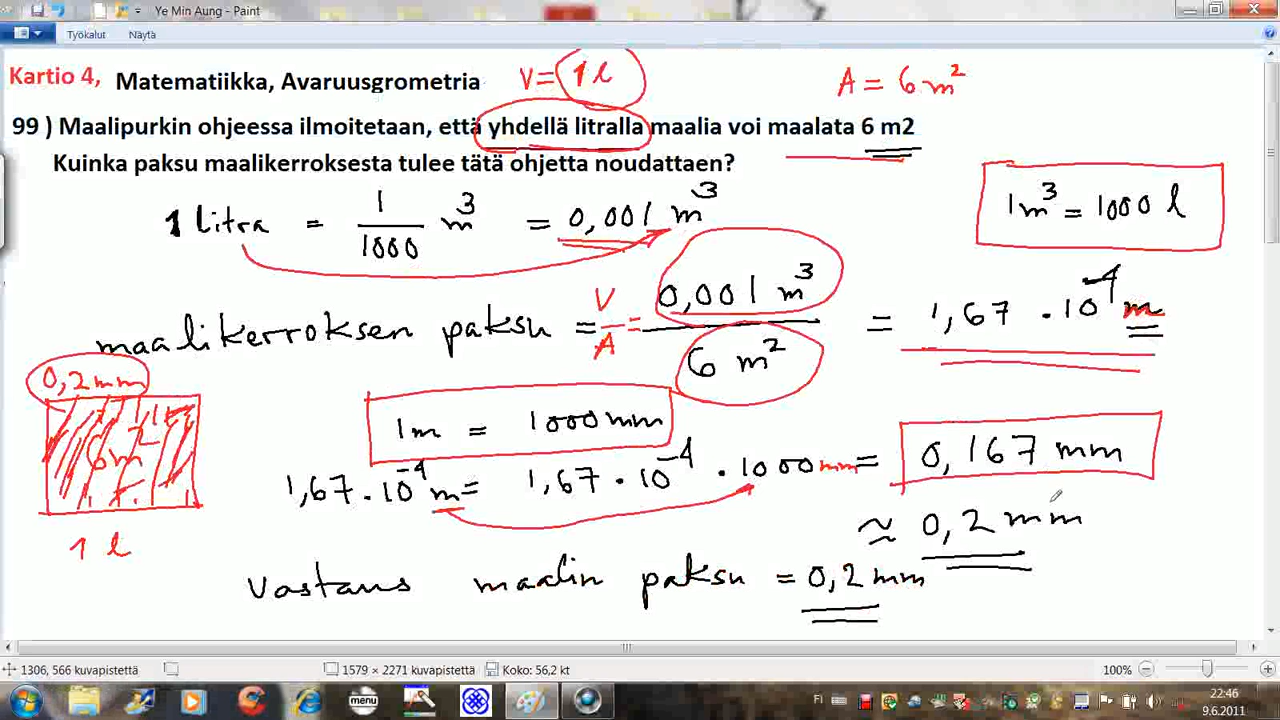 Ye Min Aung - Paint
Työkalut Näytä
Kartio 4, Matematiikka, Avaruusgrometria V= 1 l A = 6 m²
99 ) Maalipurkin ohjeessa ilmoitetaan, että yhdellä litralla maalia voi maalata 6 m2
Kuinka paksu maalikerroksesta tulee tätä ohjetta noudattaen?
1 litra = 1/1000 m³ = 0,001 m³
1m³ = 1000 l
maalikerroksen paksu = V/A = 0,001 m³ / 6 m² = 1,67 · 10⁻⁴ m
0,2mm
6m²
1 l
1m = 1000mm
1,67 · 10⁻⁴ m = 1,67 · 10⁻⁴ · 1000mm = 0,167 mm
≈ 0,2 mm
Vastaus maalin paksu = 0,2 mm
1306, 566 kuvapistettä 1579 × 2271 kuvapistettä Koko: 56,2 kt 100%
menu FI 22:46
9.6.2011